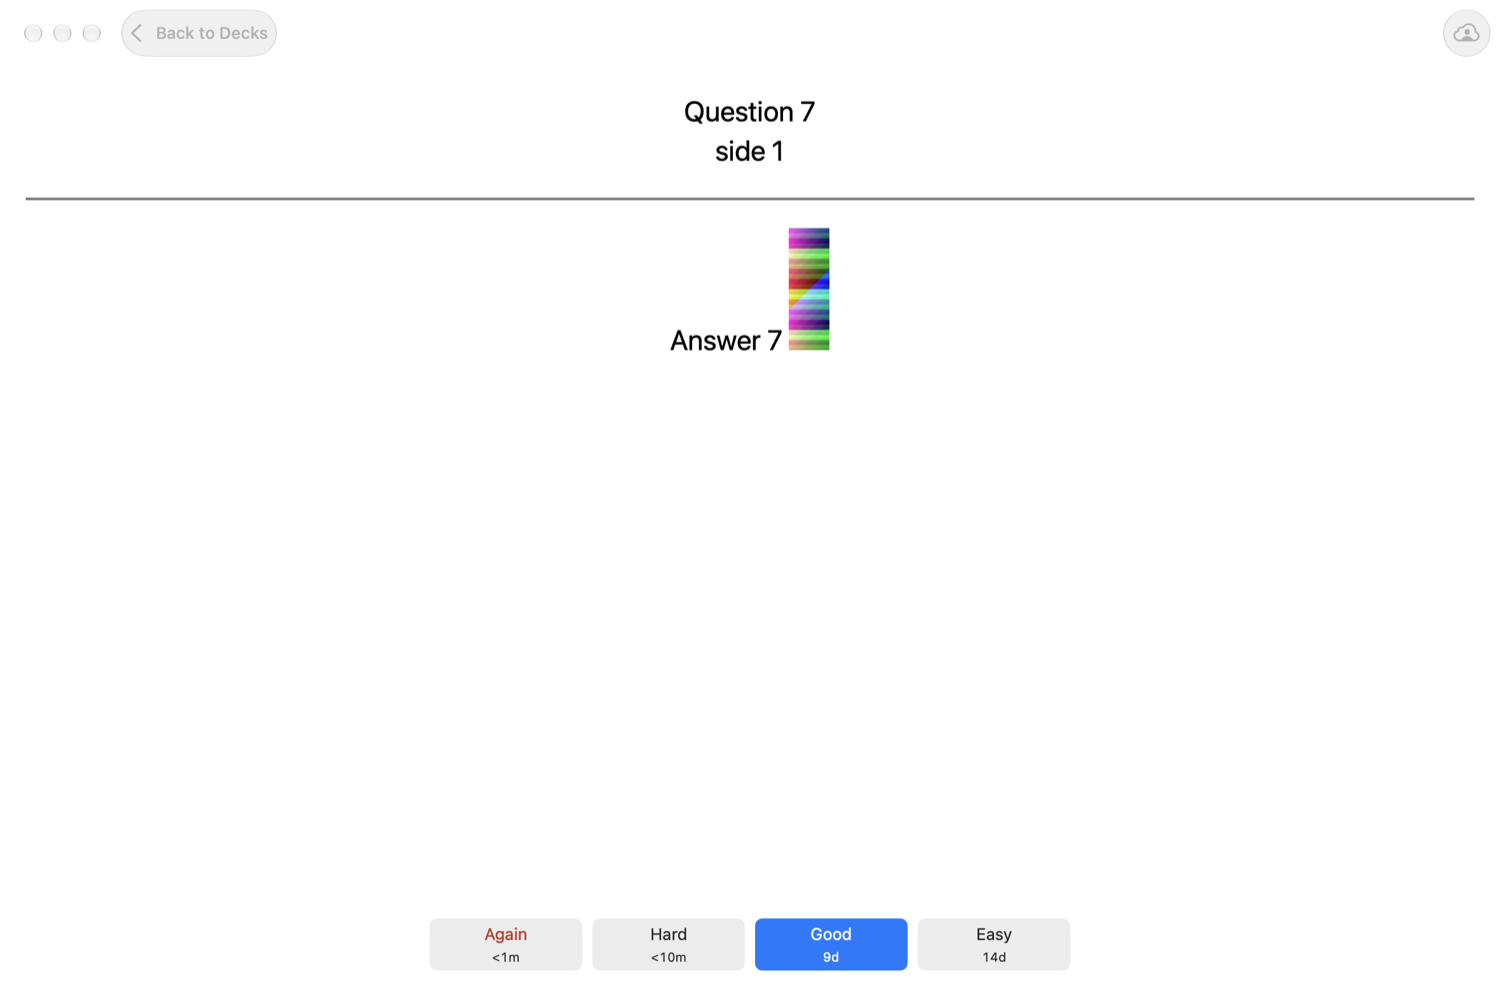 Back to Decks
Question 7
side 1
Answer 7
Again
<1m
Hard
<10m
Good
9d
Easy
14d